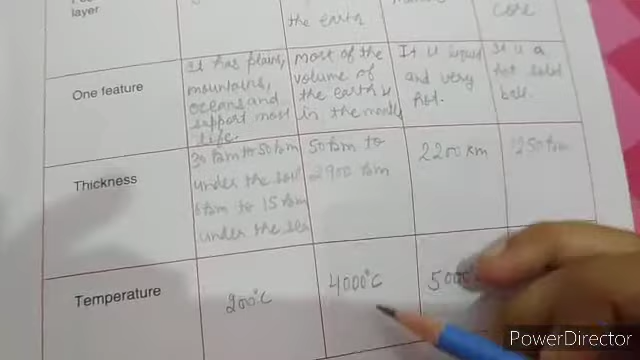 layer
the earth
core
One feature
It has plains,
mountains,
oceans and
support most
life.
most of the
volume of
the earth is
in the mantle
It is liquid
and very
hot.
It is a
hot solid
ball.
Thickness
30 km to 50 km
under the soil
6 km to 15 km
under the sea
50 km to
2900 km
2200 km
1250 km
Temperature
200°C
4000°C
5000°
PowerDirector